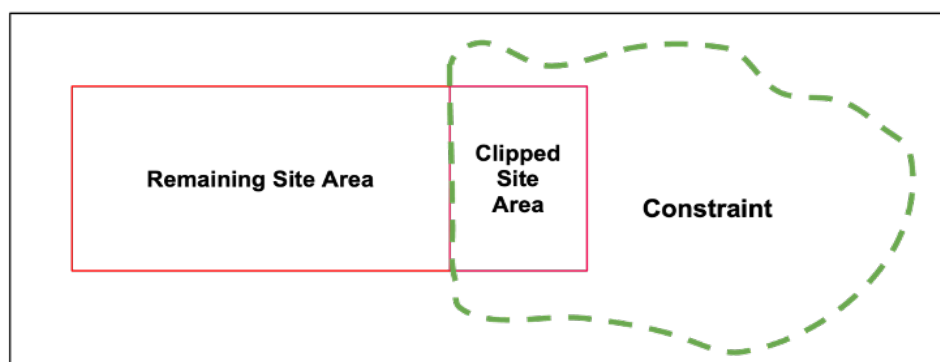 Remaining Site Area
Clipped
Site
Area
Constraint